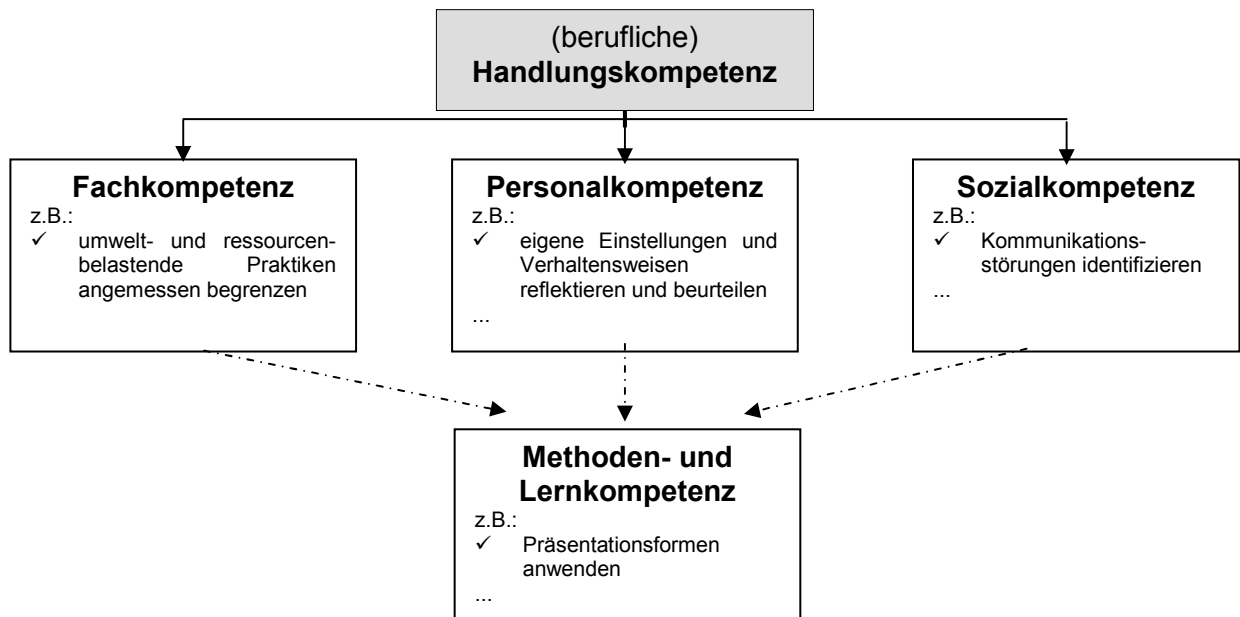 (berufliche)
Handlungskompetenz
Fachkompetenz
z.B.:
✓ umwelt- und ressourcen-
belastende Praktiken
angemessen begrenzen
Personalkompetenz
z.B.:
✓ eigene Einstellungen und
Verhaltensweisen
reflektieren und beurteilen
...
Sozialkompetenz
z.B.:
✓ Kommunikations-
störungen identifizieren
...
Methoden- und
Lernkompetenz
z.B.:
✓ Präsentationsformen
anwenden
...